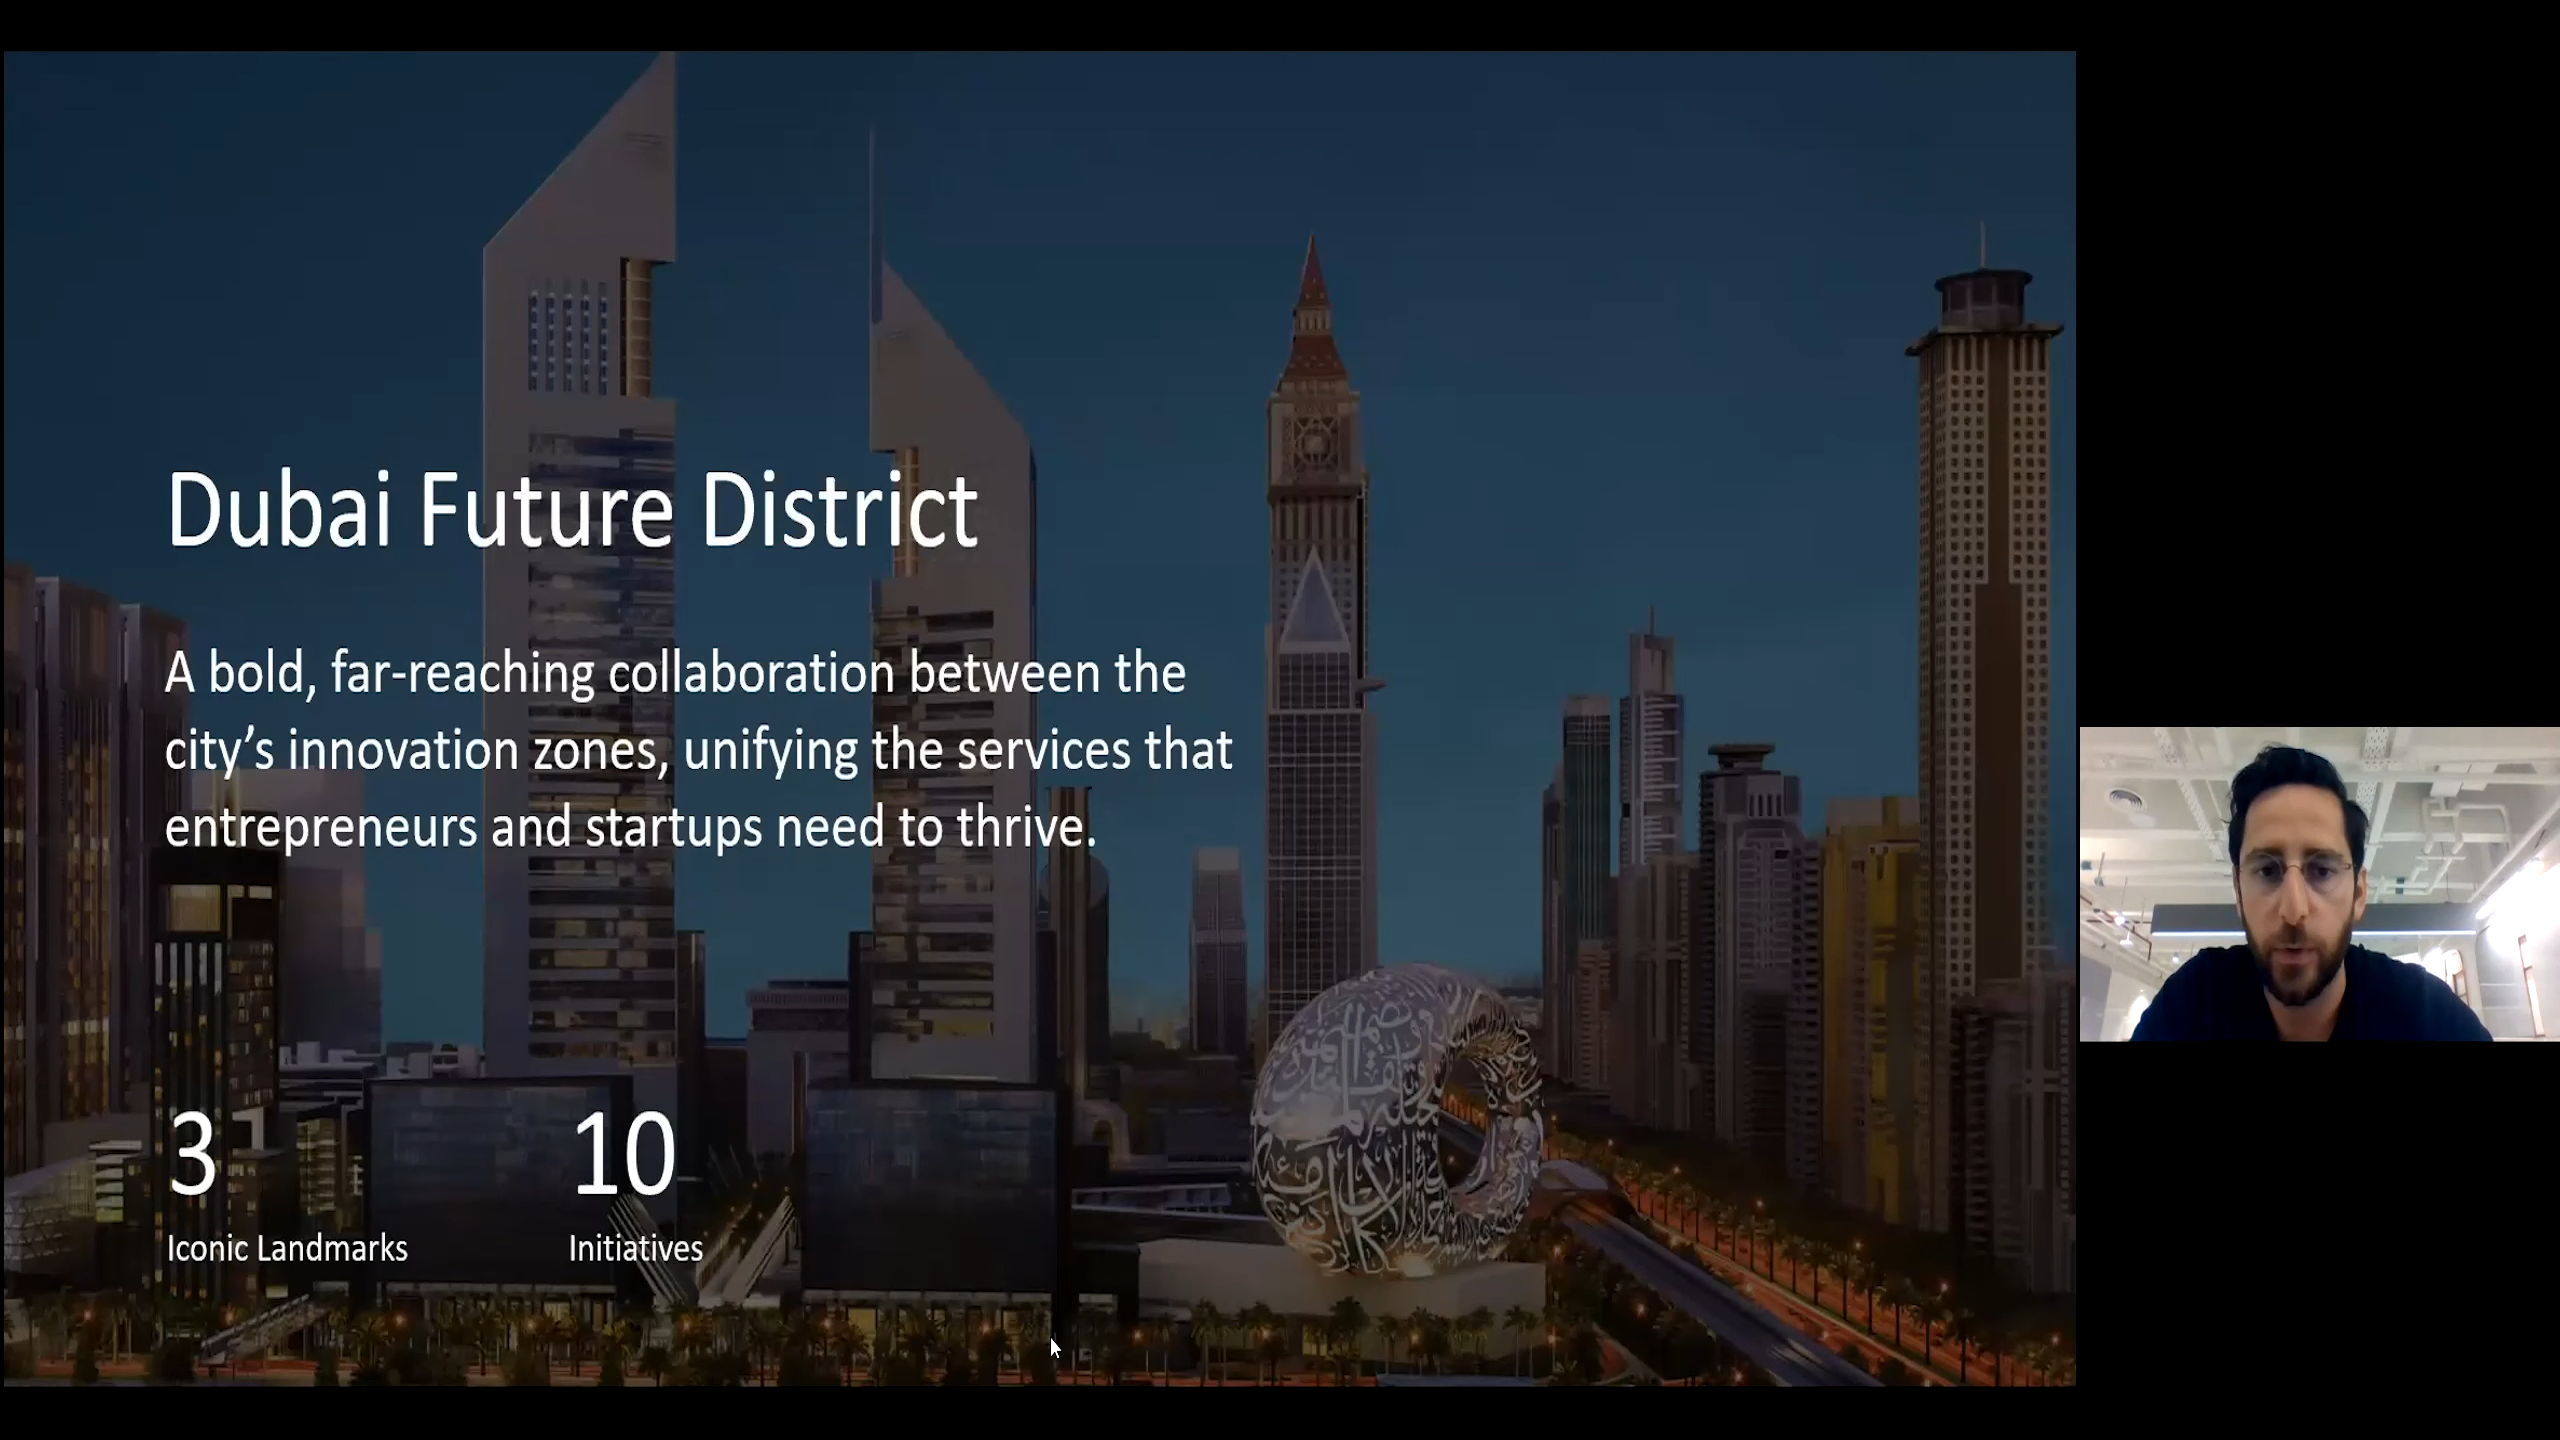 Dubai Future District
A bold, far-reaching collaboration between the
city’s innovation zones, unifying the services that
entrepreneurs and startups need to thrive.
3
10
Iconic Landmarks
Initiatives